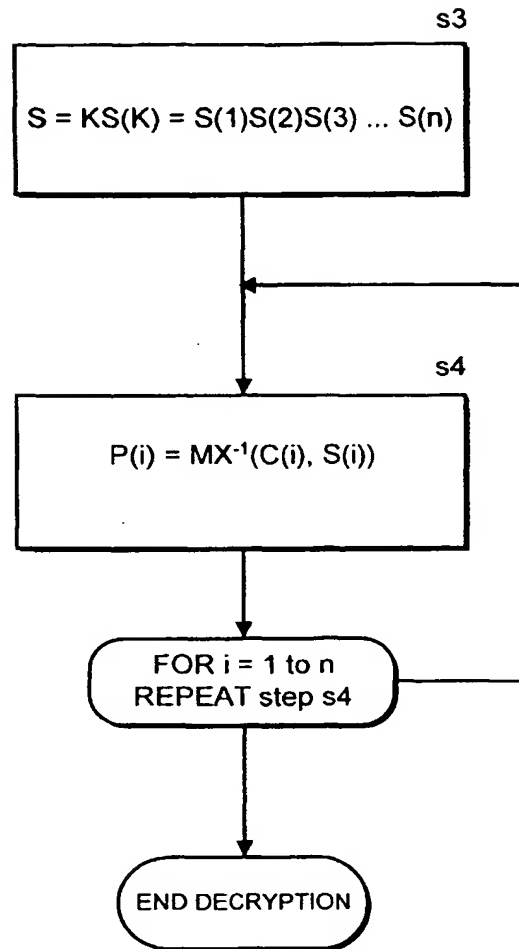 s3
S = KS(K) = S(1)S(2)S(3) ... S(n)
s4
P(i) = MX⁻¹(C(i), S(i))
FOR i = 1 to n
REPEAT step s4
END DECRYPTION